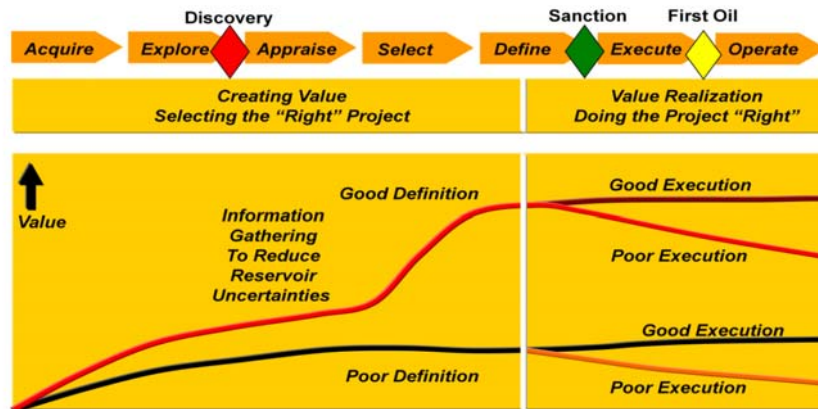 Discovery
Sanction
First Oil
Acquire
Explore
Appraise
Select
Define
Execute
Operate
Creating Value
Selecting the “Right” Project
Value Realization
Doing the Project “Right”
Value
Information
Gathering
To Reduce
Reservoir
Uncertainties
Good Definition
Poor Definition
Good Execution
Poor Execution
Good Execution
Poor Execution